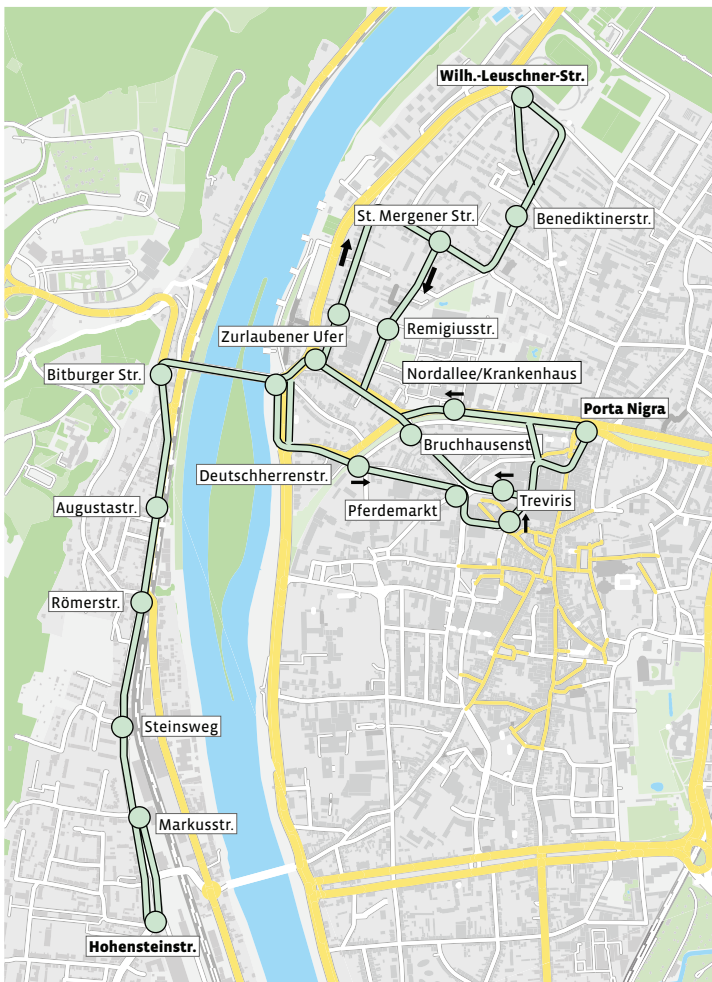 Wilh.-Leuschner-Str.
St. Mergener Str.
Benediktinerstr.
Zurlaubener Ufer
Remigiusstr.
Bitburger Str.
Nordallee/Krankenhaus
Porta Nigra
Bruchhausenst
Deutschherrenstr.
Treviris
Pferdemarkt
Augustastr.
Römerstr.
Steinsweg
Markusstr.
Hohensteinstr.